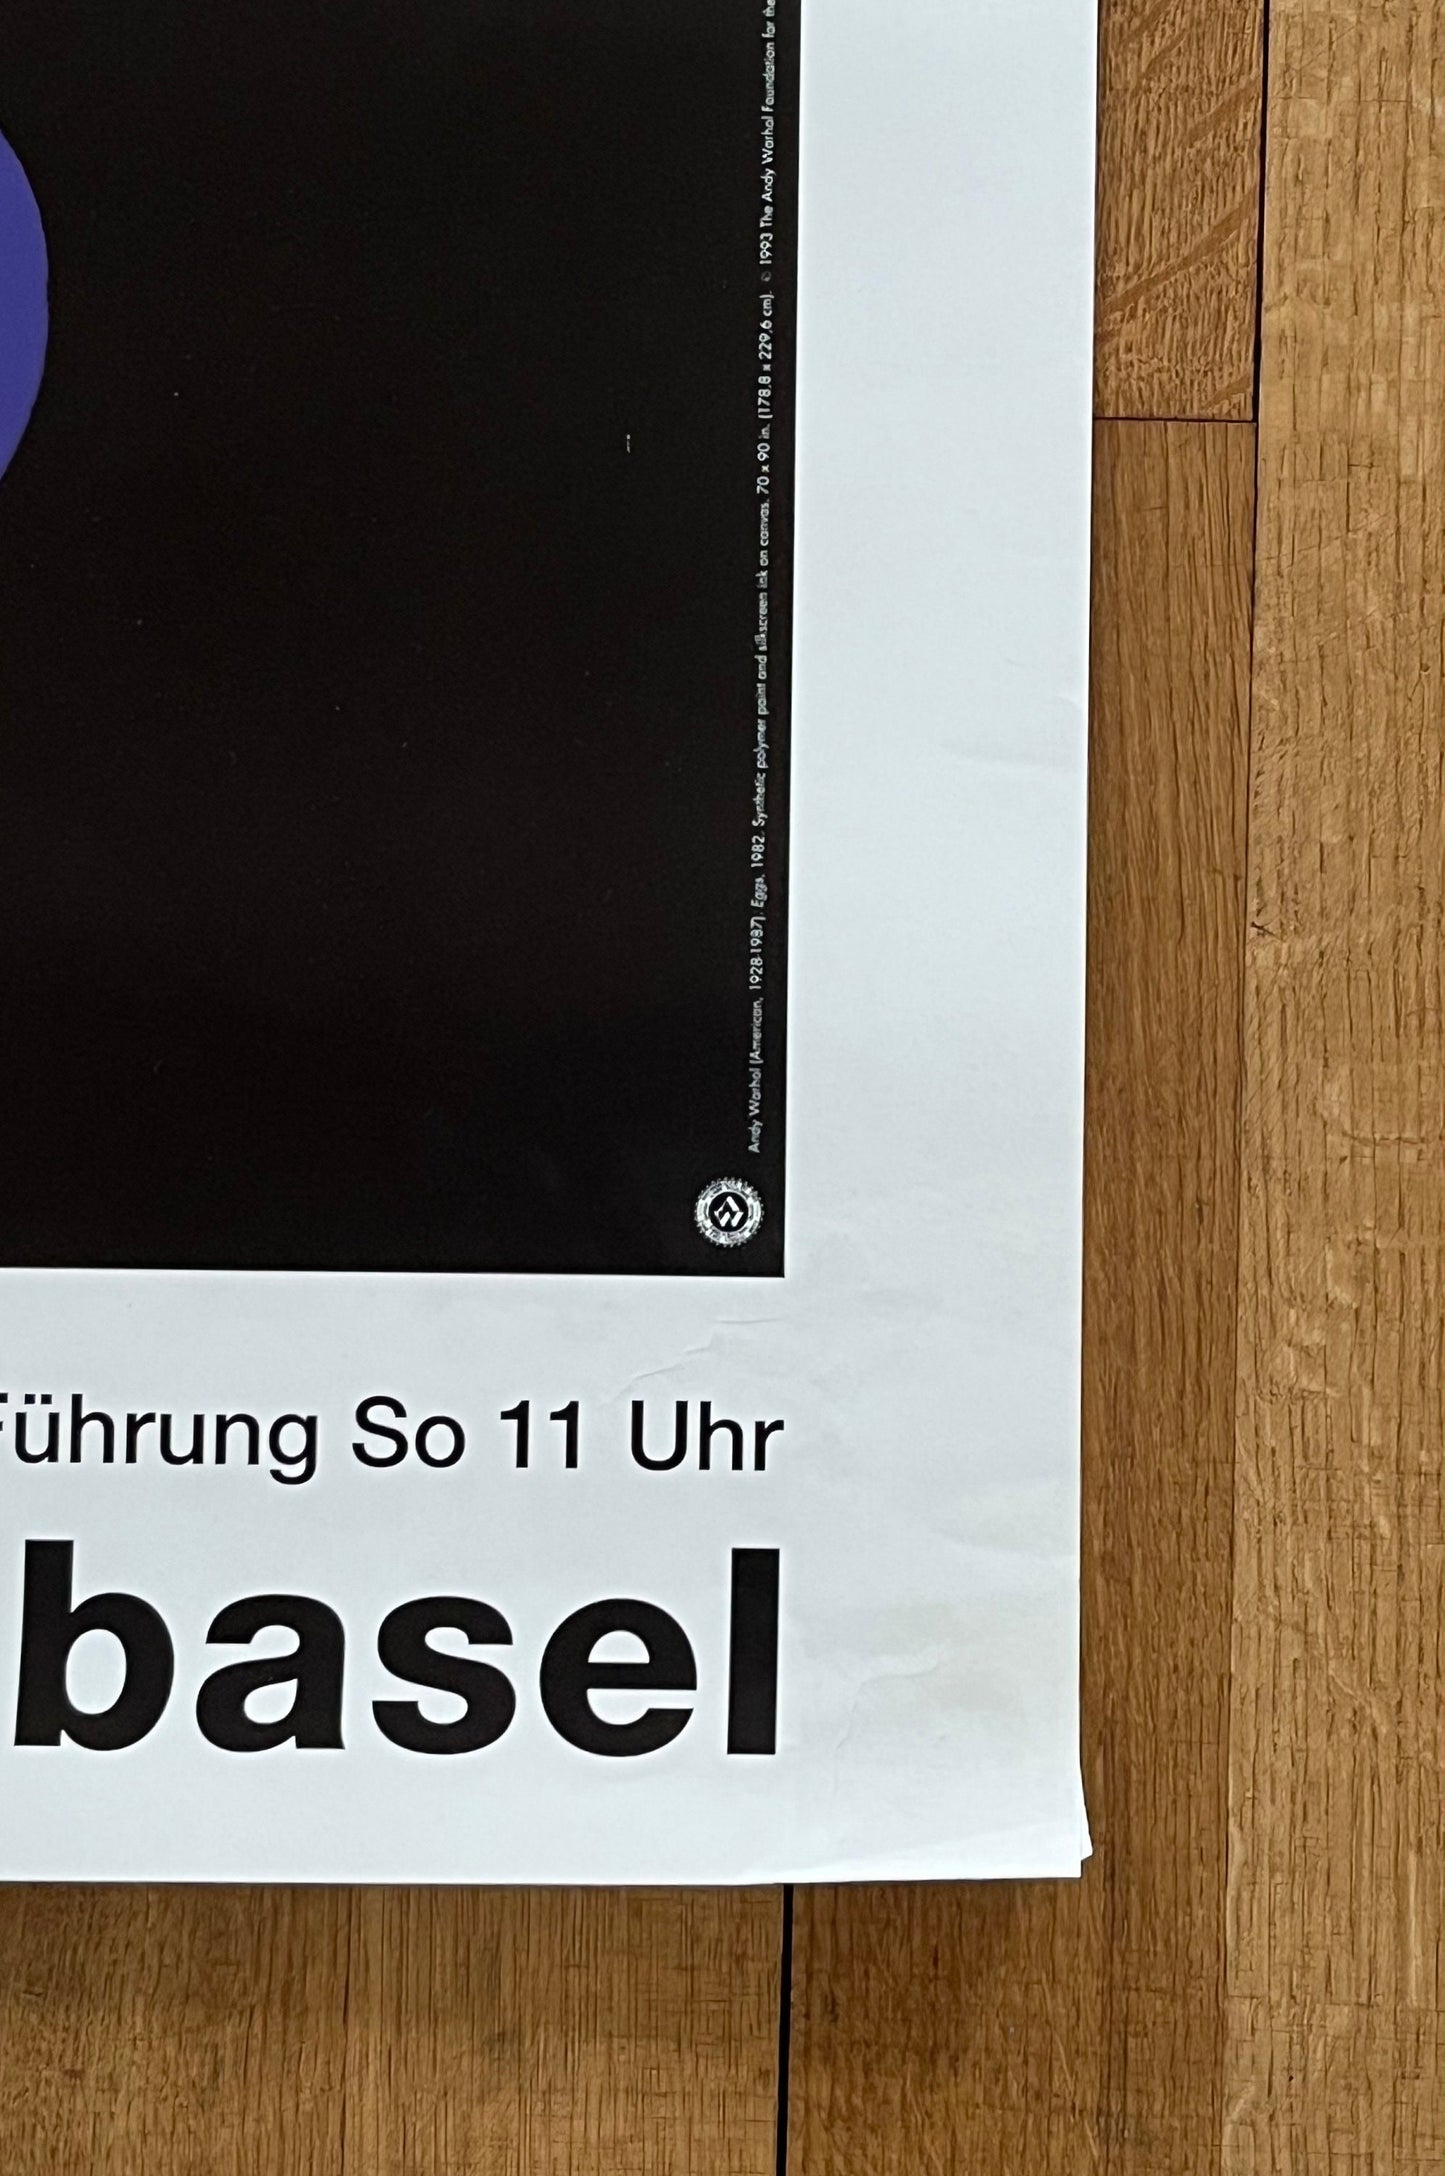 Andy Warhol (American, 1928-1987). Eggs, 1982. Synthetic polymer paint and silkscreen ink on canvas. 70 x 90 in. (178,8 x 229,6 cm). © 1993 The Andy Warhol Foundation for the
Führung So 11 Uhr
basel